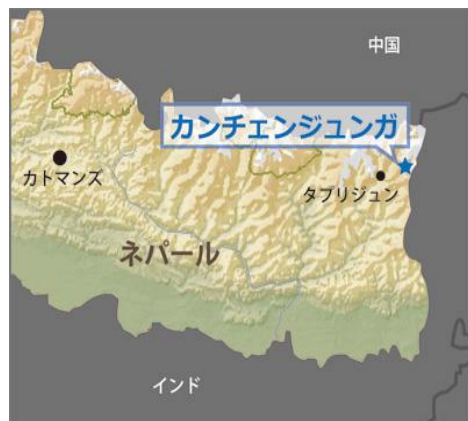 中国
カンチェンジュンガ
カトマンズ
タプリジュン
ネパール
インド